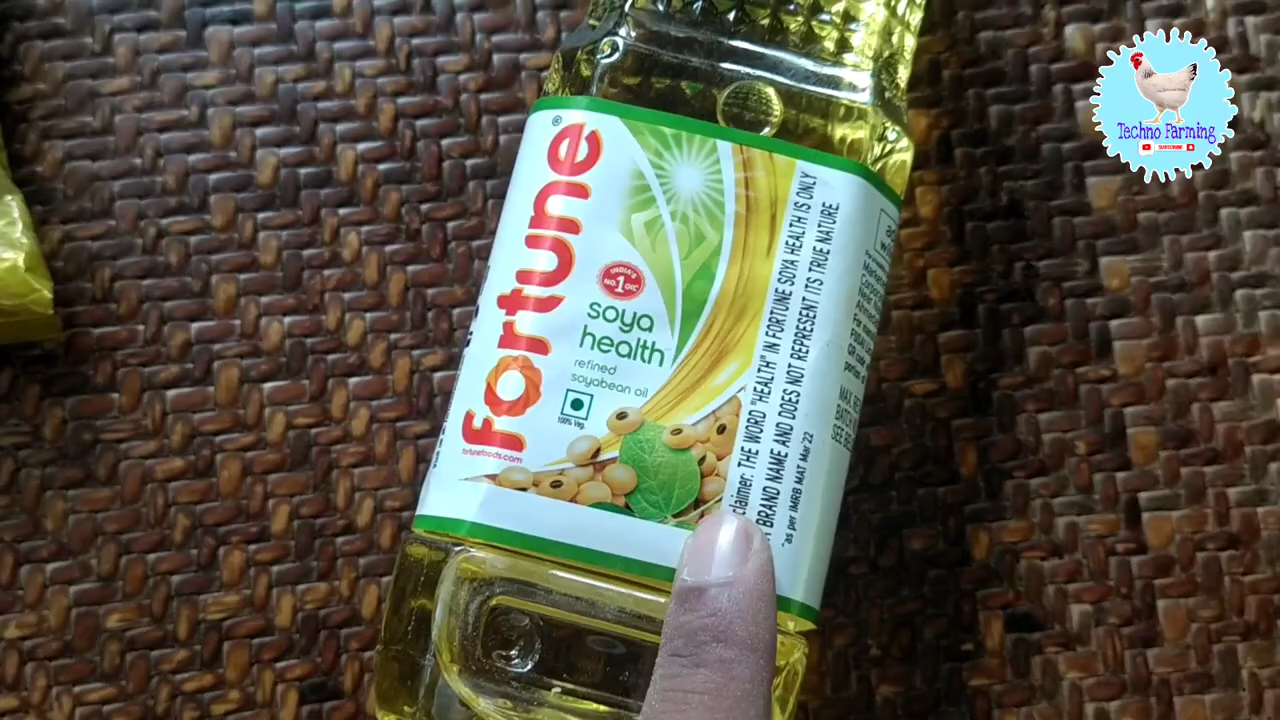 fortune®
INDIA'S
NO.1 OIL
soya
health
refined
soyabean oil
100% Veg.
fortunefoods.com
claimer: THE WORD "HEALTH" IN FORTUNE SOYA HEALTH IS ONLY
BRAND NAME AND DOES NOT REPRESENT ITS TRUE NATURE
*as per IMRB MAT Mar'22
Techno Farming
SUBSCRIBE